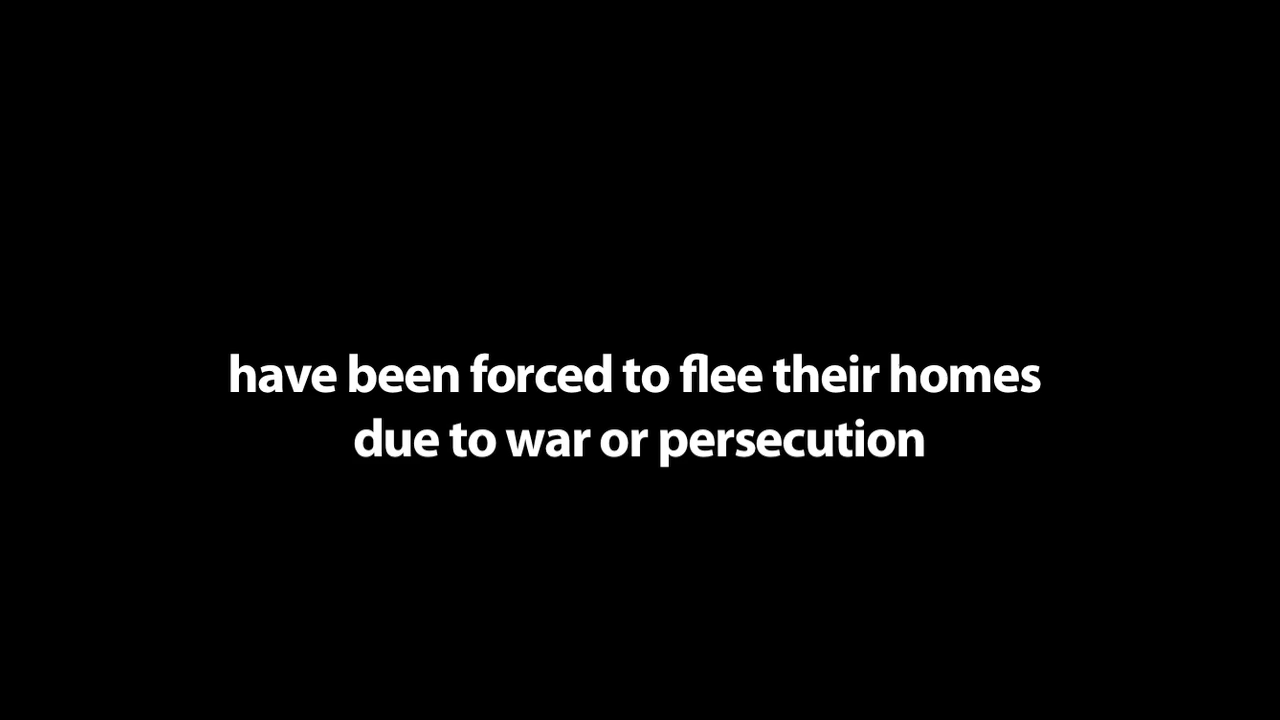 have been forced to flee their homes
due to war or persecution